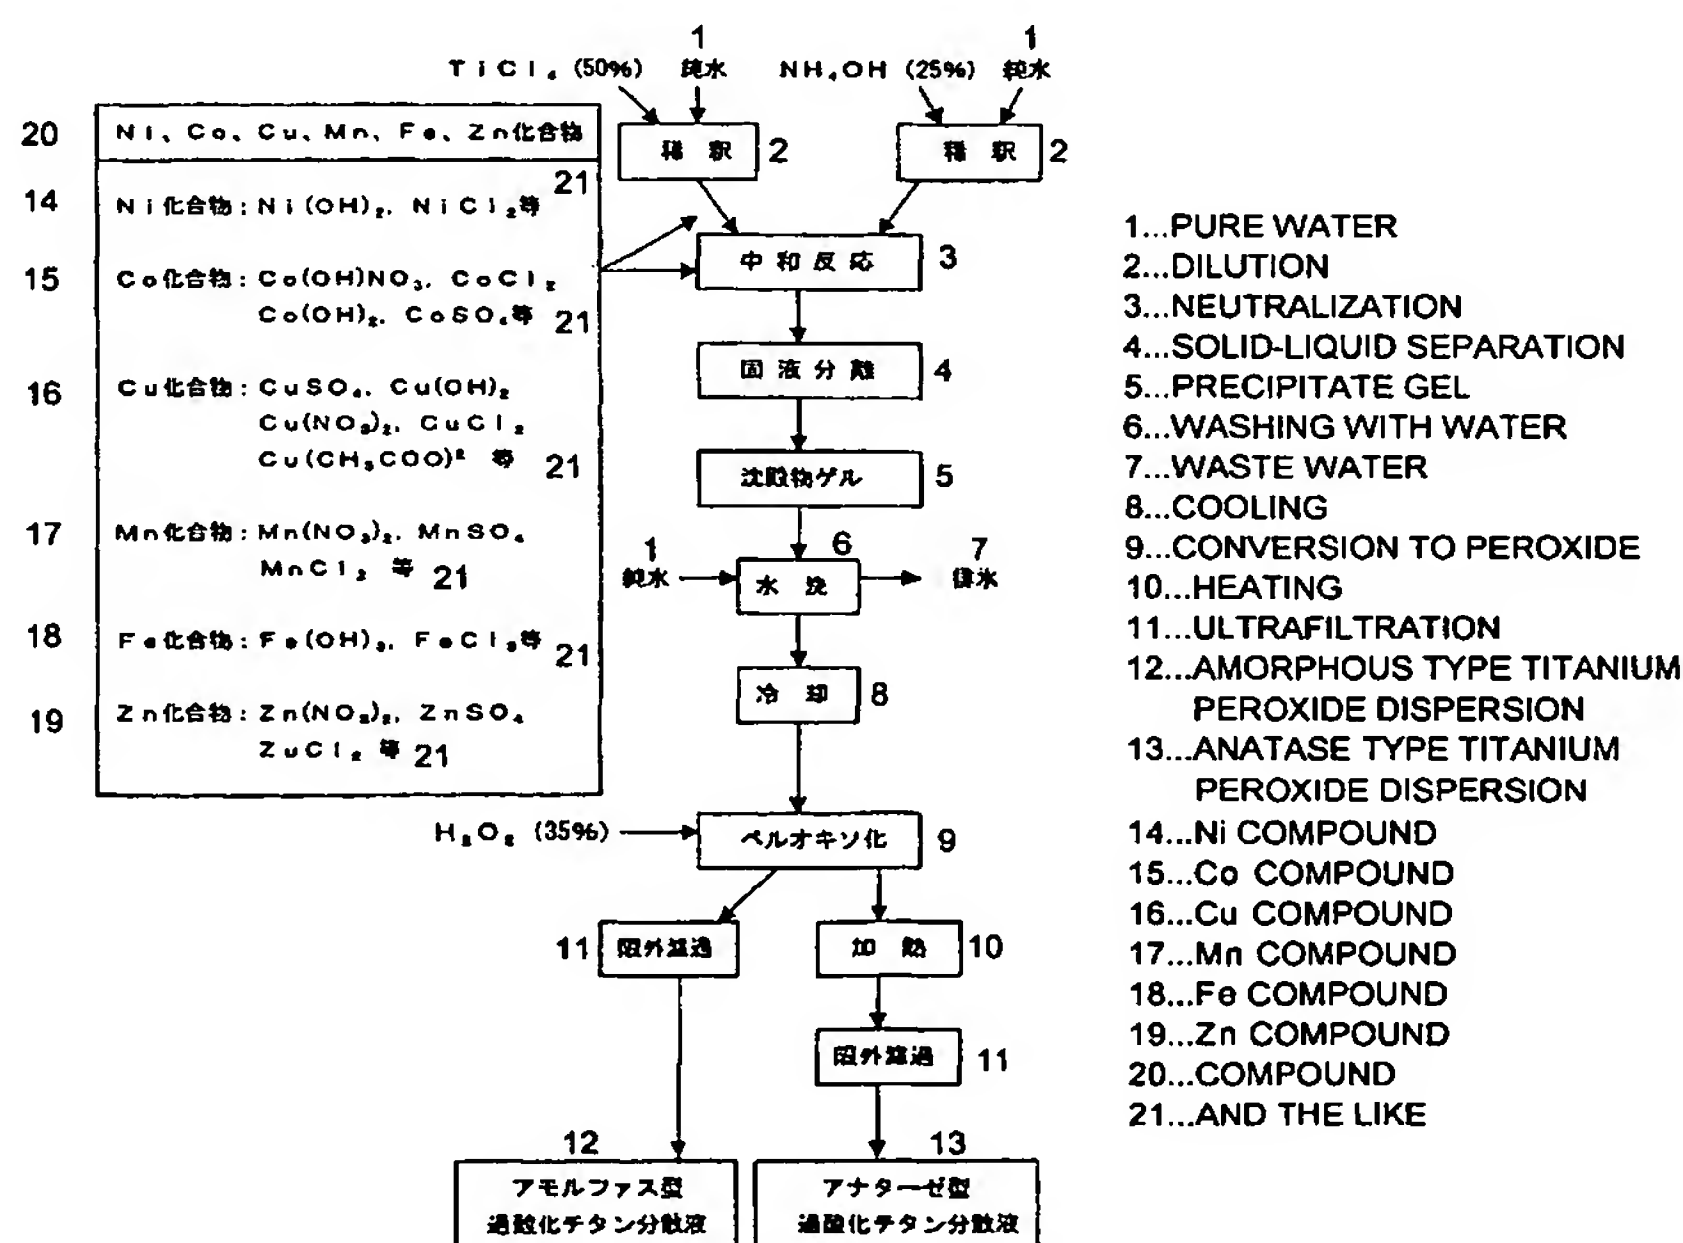 1
1
TiCl₄ (50%) 純水 NH₄OH (25%) 純水
20 Ni、Co、Cu、Mn、Fe、Zn化合物
稀 釈 2
稀 釈 2
21
14 Ni化合物：Ni(OH)₂, NiCl₂等
中和反応 3
15 Co化合物：Co(OH)NO₃, CoCl₂
Co(OH)₂, CoSO₄等 21
固液分離 4
16 Cu化合物：CuSO₄, Cu(OH)₂
Cu(NO₃)₂, CuCl₂
Cu(CH₃COO)² 等 21
沈殿物ゲル 5
17 Mn化合物：Mn(NO₃)₂, MnSO₄
MnCl₂ 等 21
1 6 7
純水 水 洗 排水
18 Fe化合物：Fe(OH)₃, FeCl₃等 21
冷 却 8
19 Zn化合物：Zn(NO₃)₂, ZnSO₄
ZuCl₂ 等 21
H₂O₂ (35%) ペルオキソ化 9
11 限外濾過
加 熱 10
限外濾過 11
12 13
アモルファス型
過酸化チタン分散液
アナターゼ型
過酸化チタン分散液
1...PURE WATER
2...DILUTION
3...NEUTRALIZATION
4...SOLID-LIQUID SEPARATION
5...PRECIPITATE GEL
6...WASHING WITH WATER
7...WASTE WATER
8...COOLING
9...CONVERSION TO PEROXIDE
10...HEATING
11...ULTRAFILTRATION
12...AMORPHOUS TYPE TITANIUM
PEROXIDE DISPERSION
13...ANATASE TYPE TITANIUM
PEROXIDE DISPERSION
14...Ni COMPOUND
15...Co COMPOUND
16...Cu COMPOUND
17...Mn COMPOUND
18...Fe COMPOUND
19...Zn COMPOUND
20...COMPOUND
21...AND THE LIKE